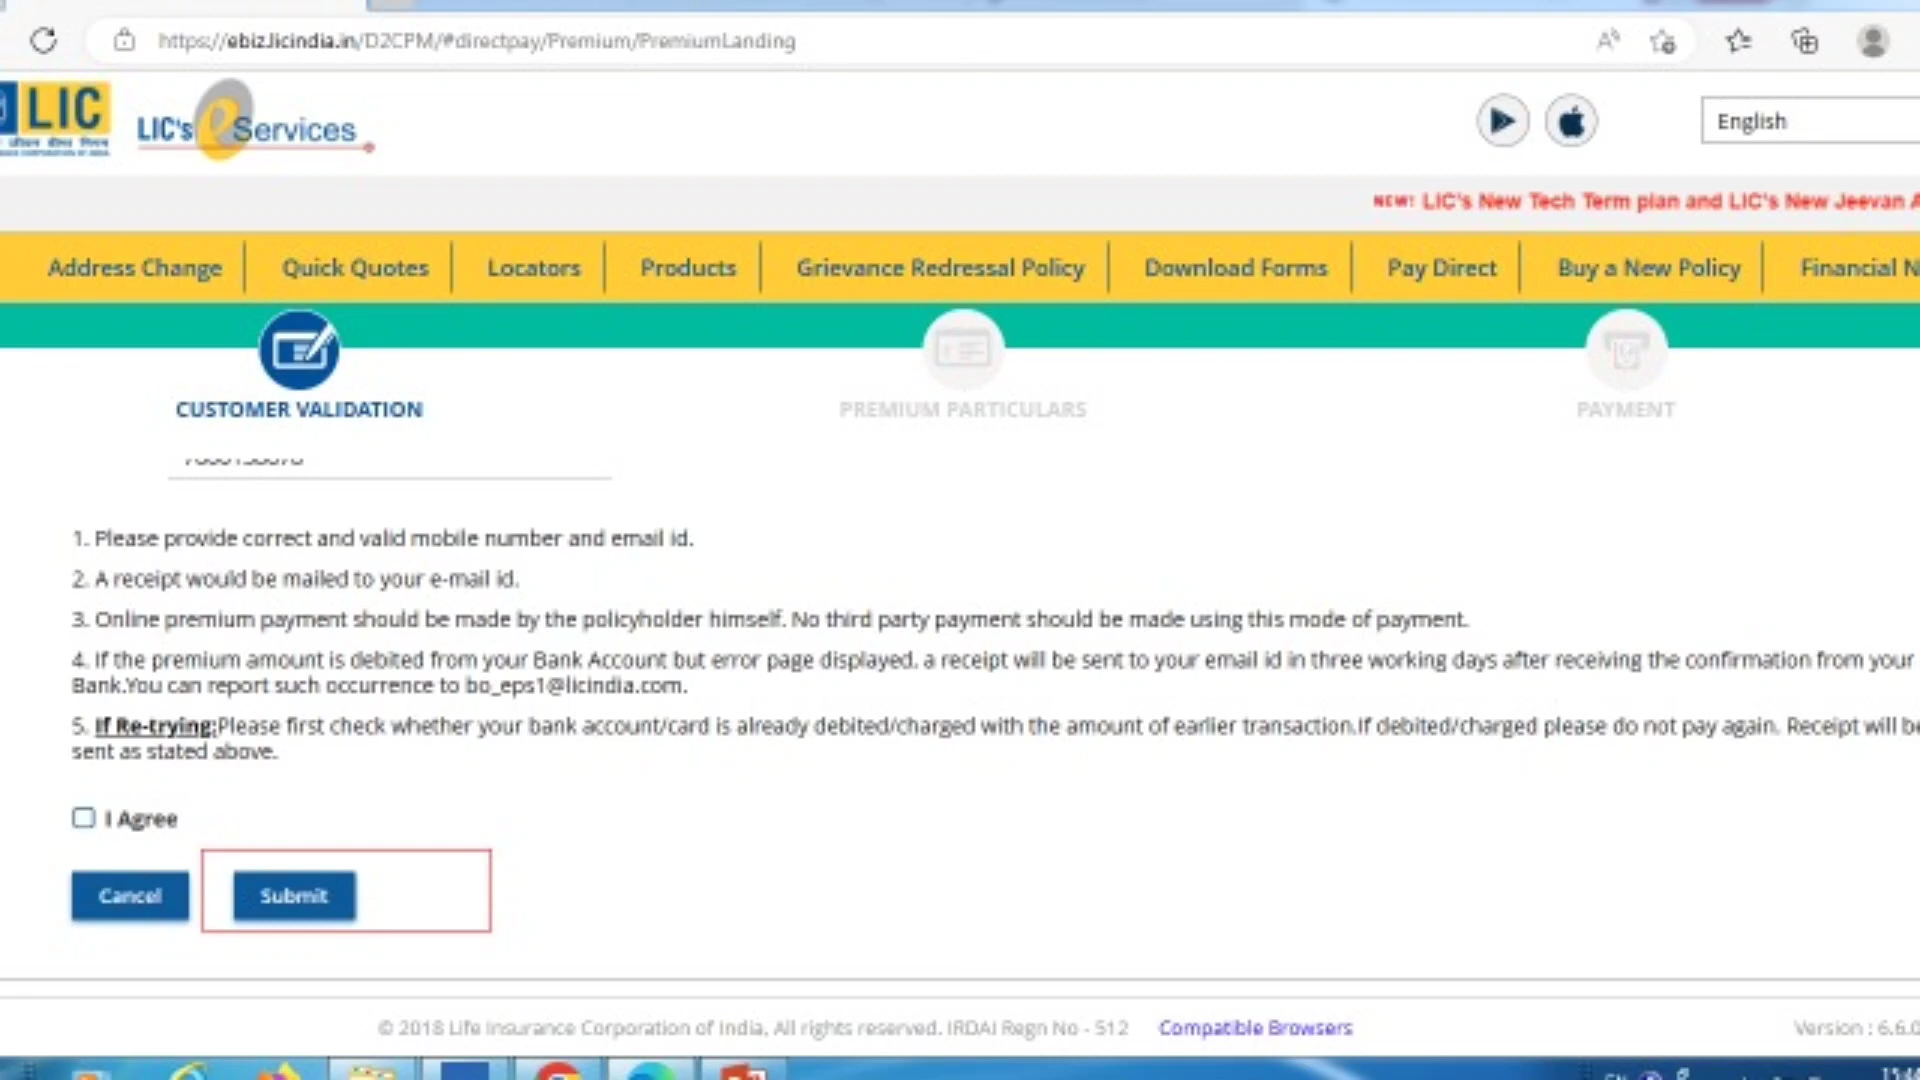 https://ebiz.licindia.in/D2CPM/#directpay/Premium/PremiumLanding
LIC
LIC's eServices
English
NEW! LIC's New Tech Term plan and LIC's New Jeevan A
Address Change
Quick Quotes
Locators
Products
Grievance Redressal Policy
Download Forms
Pay Direct
Buy a New Policy
Financial N
CUSTOMER VALIDATION
PREMIUM PARTICULARS
PAYMENT
1. Please provide correct and valid mobile number and email id.
2. A receipt would be mailed to your e-mail id.
3. Online premium payment should be made by the policyholder himself. No third party payment should be made using this mode of payment.
4. If the premium amount is debited from your Bank Account but error page displayed, a receipt will be sent to your email id in three working days after receiving the confirmation from your
Bank.You can report such occurrence to bo_eps1@licindia.com.
5. If Re-trying:Please first check whether your bank account/card is already debited/charged with the amount of earlier transaction.If debited/charged please do not pay again. Receipt will be
sent as stated above.
I Agree
Cancel
Submit
© 2018 Life Insurance Corporation of India, All rights reserved. IRDAI Regn No - 512
Compatible Browsers
Version : 6.6.0